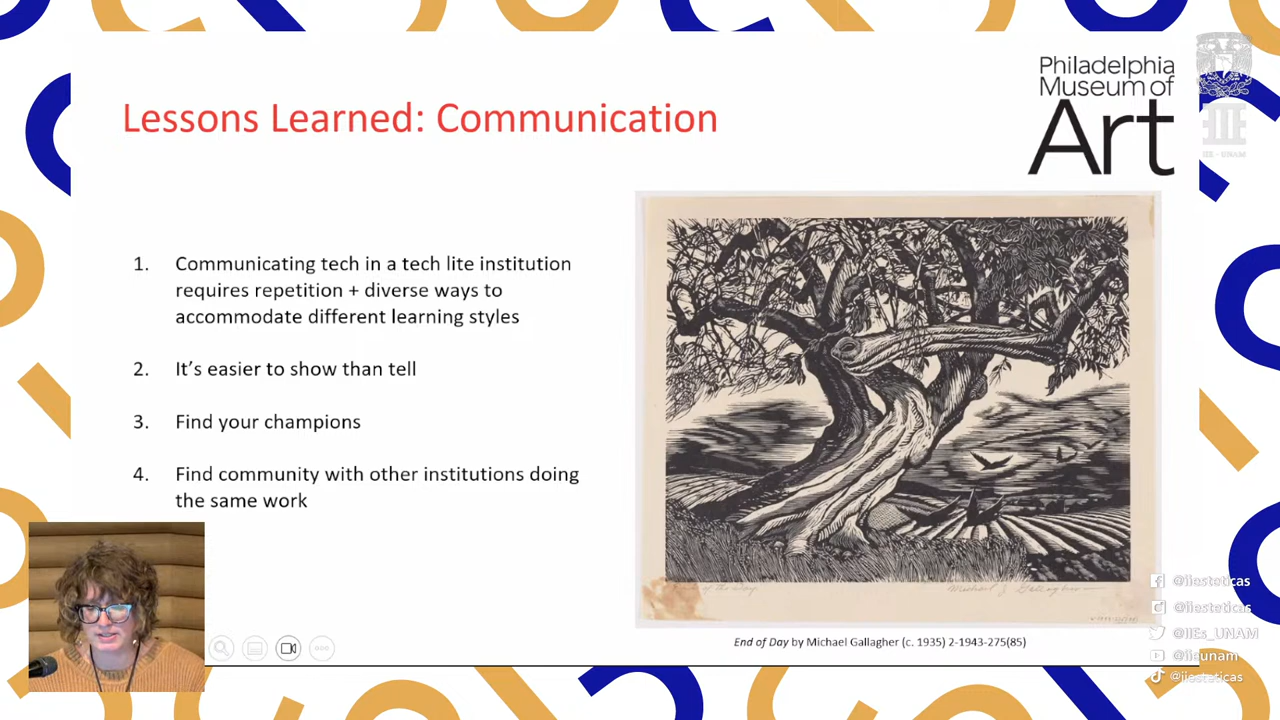 Philadelphia
Museum of
Art
Lessons Learned: Communication
1. Communicating tech in a tech lite institution
requires repetition + diverse ways to
accommodate different learning styles
2. It's easier to show than tell
3. Find your champions
4. Find community with other institutions doing
the same work
End of Day by Michael Gallagher (c. 1935) 2-1943-275(85)
IIE - UNAM
@iiesteticas
@iiesteticas
@IIEs_UNAM
@iieunam
@iiesteticas